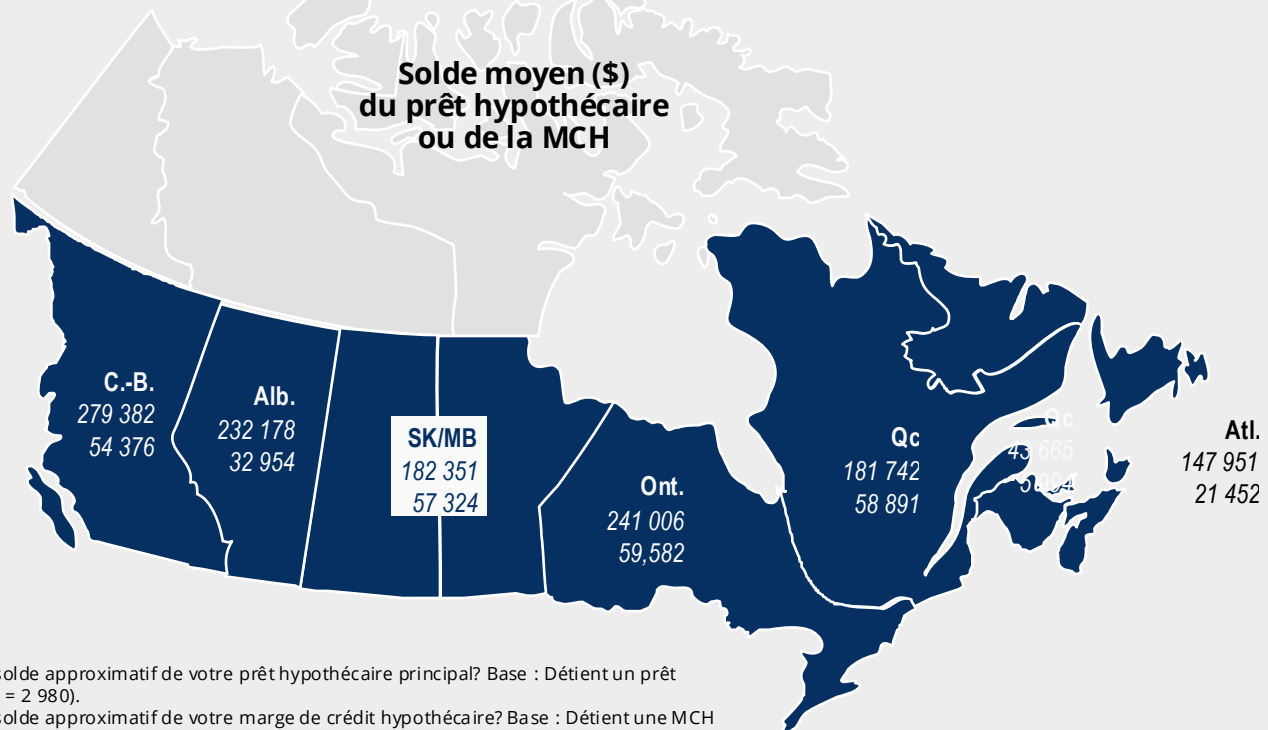 Solde moyen ($)
du prêt hypothécaire
ou de la MCH
C.-B.
279 382
54 376
Alb.
232 178
32 954
SK/MB
182 351
57 324
Ont.
241 006
59,582
Qc
181 742
58 891
Qc
43 665
Atl.
147 951
21 452
solde approximatif de votre prêt hypothécaire principal? Base : Détient un prêt
= 2 980).
solde approximatif de votre marge de crédit hypothécaire? Base : Détient une MCH